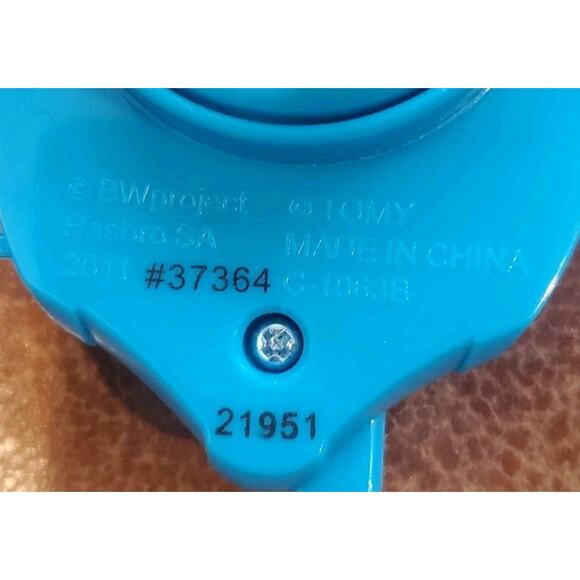 © BWproject
Hasbro SA
2011
© TOMY
MADE IN CHINA
C-1083B
#37364
21951